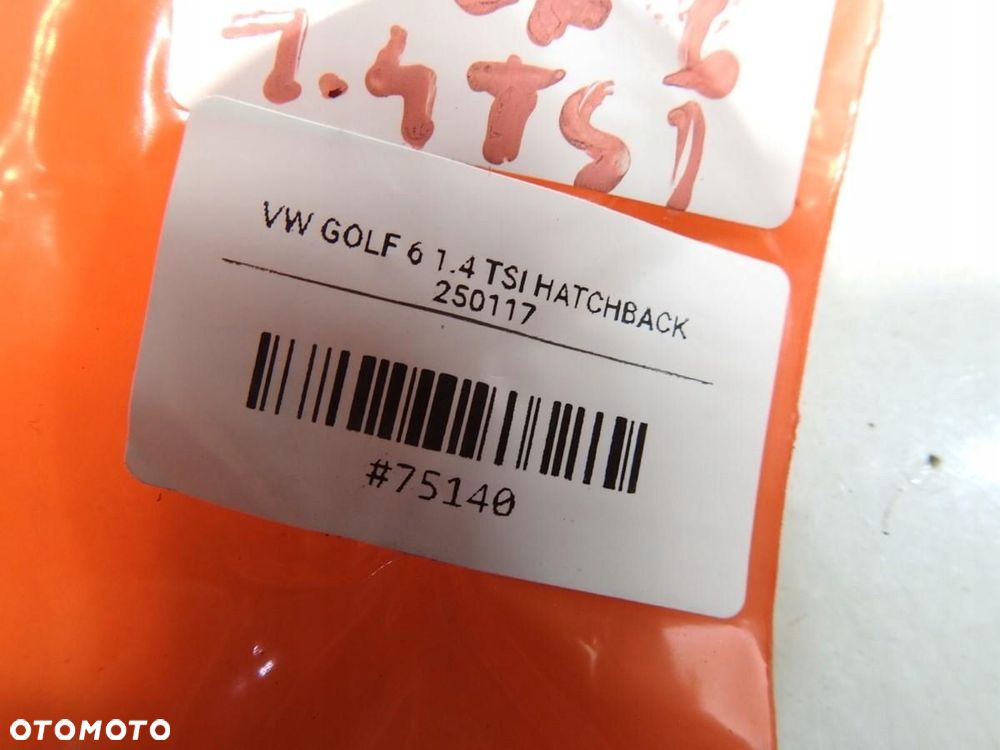 1.4TSI
VW GOLF 6 1.4 TSI HATCHBACK
250117
#75140
OTOMOTO